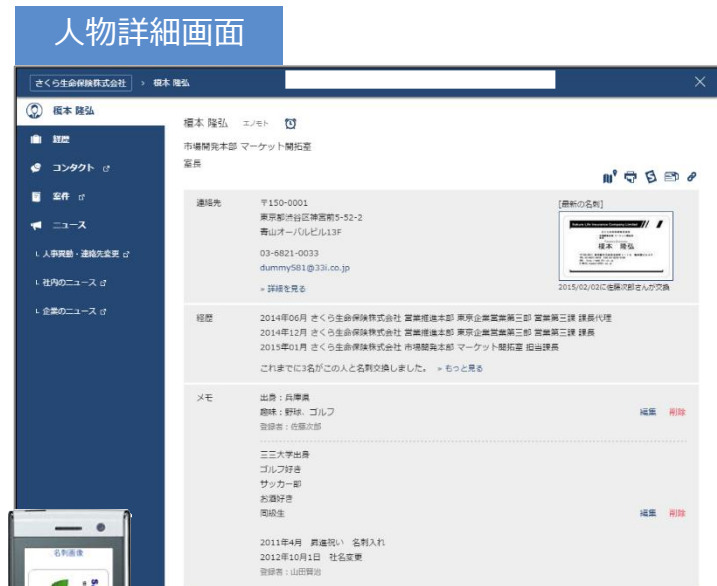 人物詳細画面
さくら生命保険株式会社 > 榎本 隆弘 ×
榎本 隆弘
経歴
コンタクト
案件
ニュース
└ 人事異動・連絡先変更
└ 社内のニュース
└ 企業のニュース
榎本 隆弘 エノモト
市場開発本部 マーケット開拓室
室長
連絡先
〒150-0001
東京都渋谷区神宮前5-52-2
青山オーバルビル13F
03-6821-0033
dummy581@33i.co.jp
» 詳細を見る
[最新の名刺]
Sakura Life Insurance Company Limited
榎本 隆弘
2015/02/02に佐藤次郎さんが交換
経歴
2014年06月 さくら生命保険株式会社 営業推進本部 東京企業営業第三部 営業第三課 課長代理
2014年12月 さくら生命保険株式会社 営業推進本部 東京企業営業第三部 営業第三課 課長
2015年01月 さくら生命保険株式会社 市場開発本部 マーケット開拓室 担当課長
これまでに3名がこの人と名刺交換しました。 » もっと見る
メモ
出身：兵庫県
趣味：野球、ゴルフ
登録者：佐藤次郎
編集 削除
三三大学出身
ゴルフ好き
サッカー部
お酒好き
同級生
編集 削除
2011年4月 昇進祝い 名刺入れ
2012年10月1日 社名変更
登録者：山田賢治
名刺画像